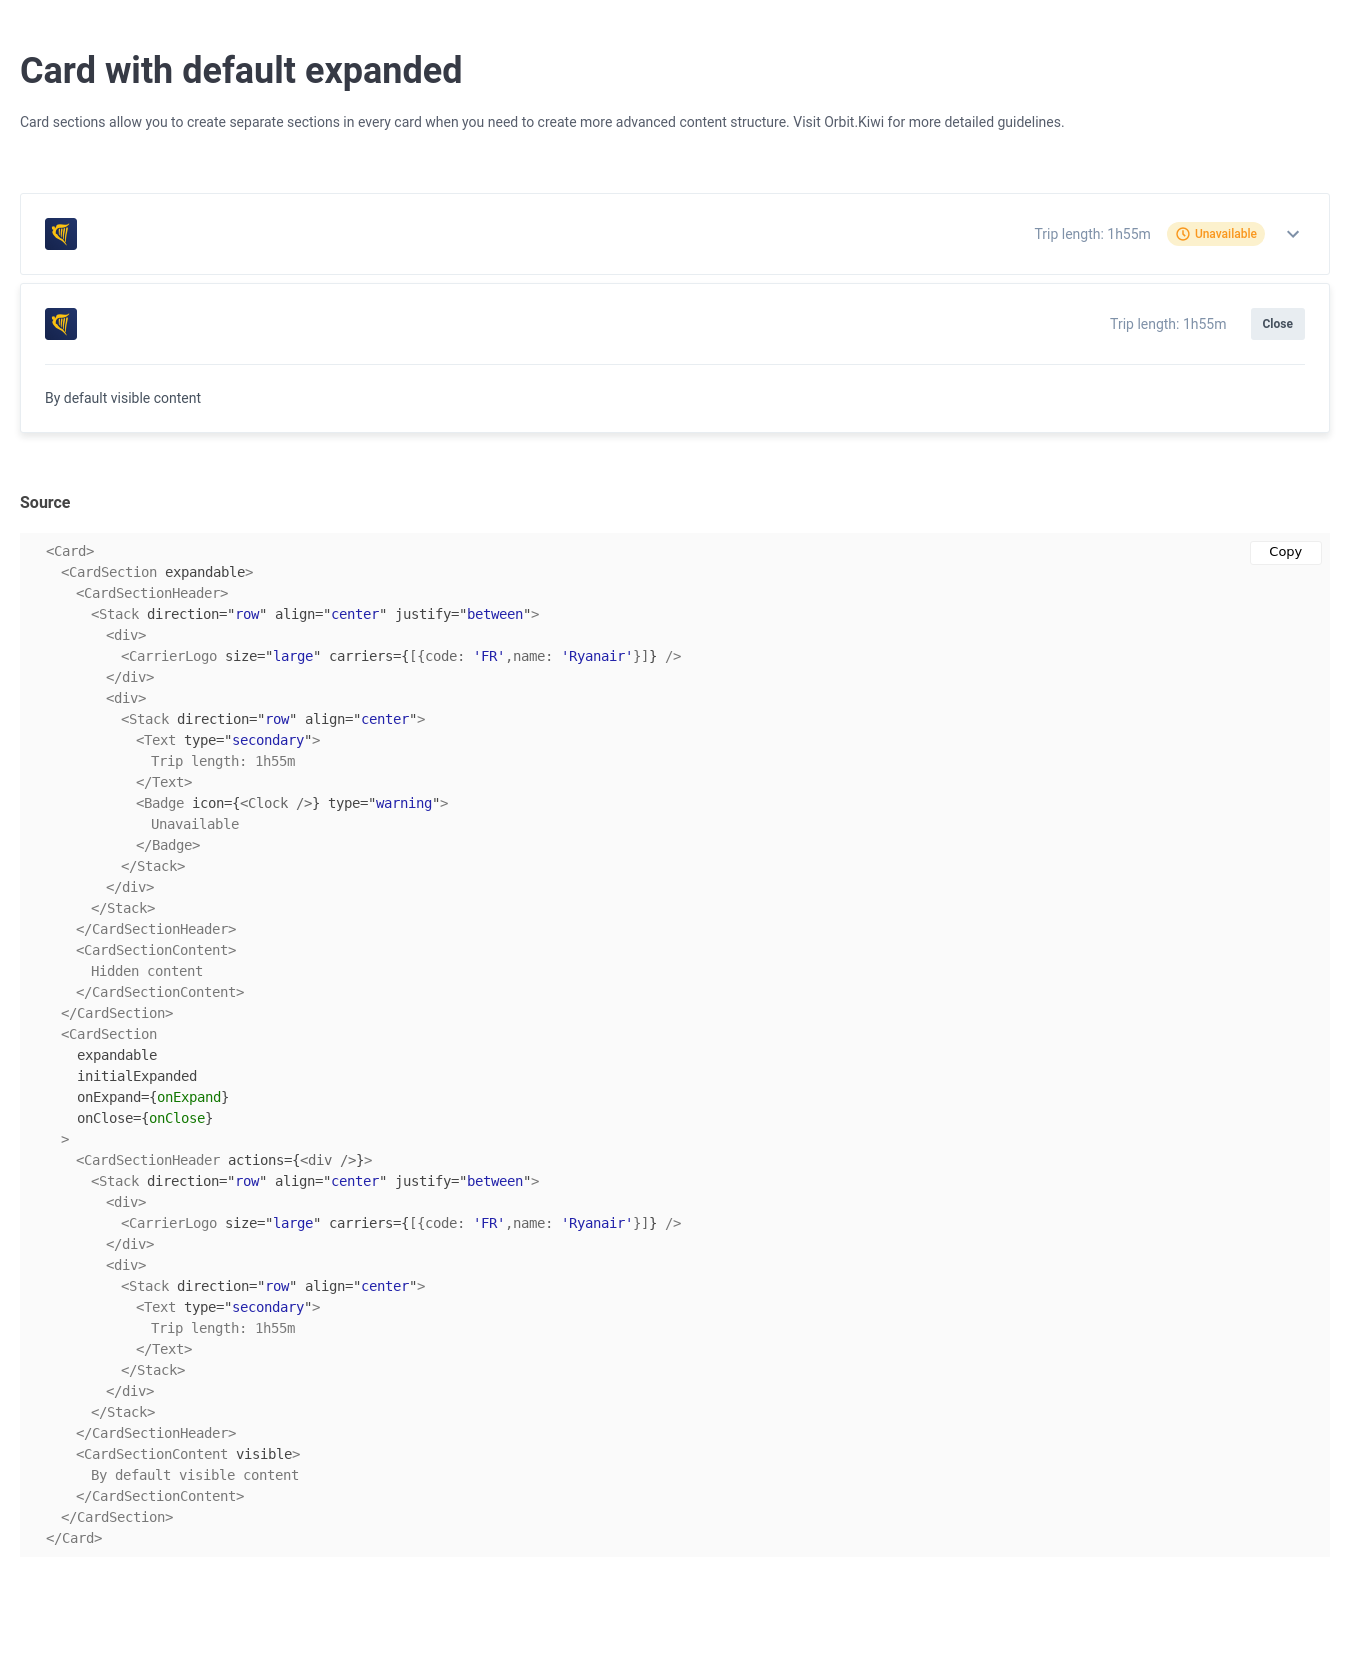 Card with default expanded
Card sections allow you to create separate sections in every card when you need to create more advanced content structure. Visit Orbit.Kiwi for more detailed guidelines.
Trip length: 1h55m Unavailable
Trip length: 1h55m Close
By default visible content
Source
Copy
<Card>
<CardSection expandable>
<CardSectionHeader>
<Stack direction="row" align="center" justify="between">
<div>
<CarrierLogo size="large" carriers={[{code: 'FR',name: 'Ryanair'}]} />
</div>
<div>
<Stack direction="row" align="center">
<Text type="secondary">
Trip length: 1h55m
</Text>
<Badge icon={<Clock />} type="warning">
Unavailable
</Badge>
</Stack>
</div>
</Stack>
</CardSectionHeader>
<CardSectionContent>
Hidden content
</CardSectionContent>
</CardSection>
<CardSection
expandable
initialExpanded
onExpand={onExpand}
onClose={onClose}
>
<CardSectionHeader actions={<div />}>
<Stack direction="row" align="center" justify="between">
<div>
<CarrierLogo size="large" carriers={[{code: 'FR',name: 'Ryanair'}]} />
</div>
<div>
<Stack direction="row" align="center">
<Text type="secondary">
Trip length: 1h55m
</Text>
</Stack>
</div>
</Stack>
</CardSectionHeader>
<CardSectionContent visible>
By default visible content
</CardSectionContent>
</CardSection>
</Card>